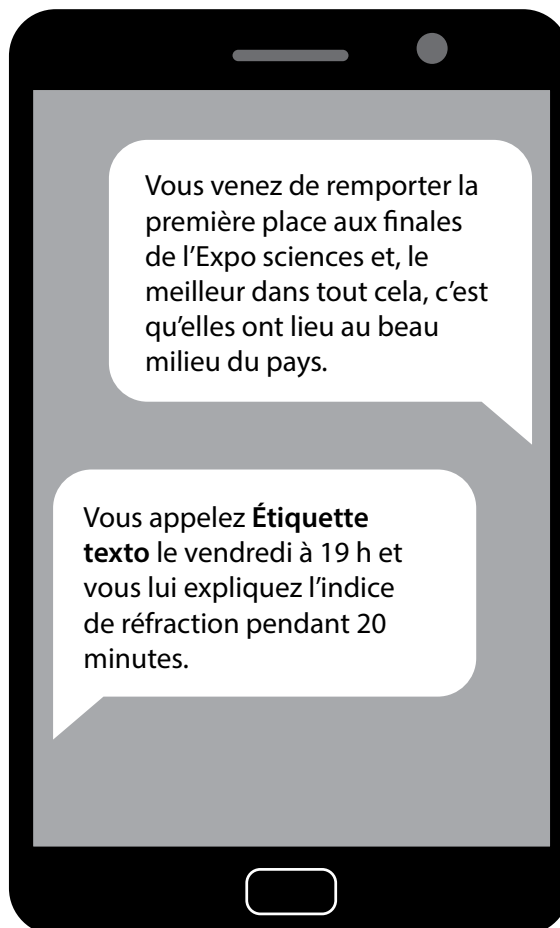 Vous venez de remporter la
première place aux finales
de l'Expo sciences et, le
meilleur dans tout cela, c'est
qu'elles ont lieu au beau
milieu du pays.
Vous appelez Étiquette
texto le vendredi à 19 h et
vous lui expliquez l'indice
de réfraction pendant 20
minutes.